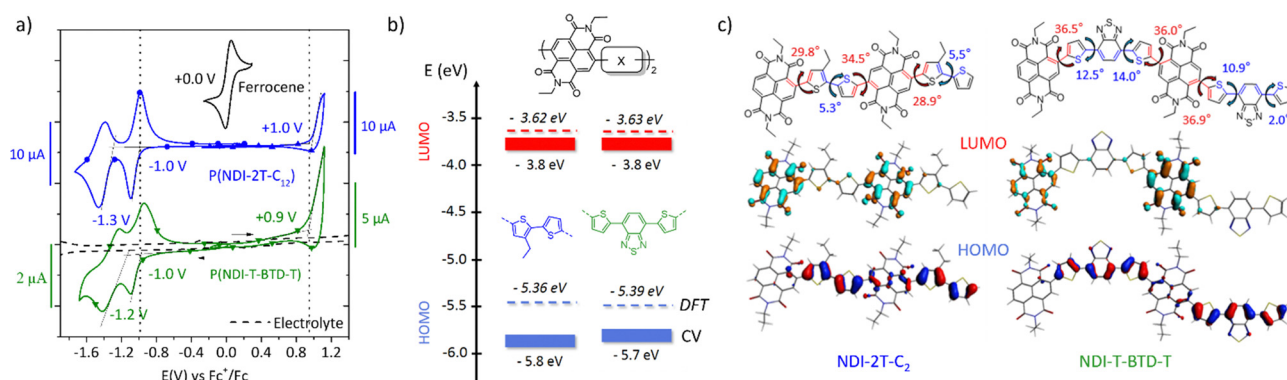 a)
+0.0 V
Ferrocene
+1.0 V
10 µA
10 µA
-1.0 V
P(NDI-2T-C12)
-1.3 V
+0.9 V
5 µA
-1.0 V
P(NDI-T-BTD-T)
2 µA
-1.2 V
Electrolyte
-1.6 -1.2 -0.8 -0.4 0.0 0.4 0.8 1.2
E(V) vs Fc+/Fc
b)
E (eV)
O N O
X
2
O N O
LUMO
-3.5
-4.0
-4.5
-5.0
-5.5
-6.0
HOMO
- 3.62 eV
- 3.63 eV
- 3.8 eV
- 3.8 eV
S
S
S
S
N N
S
- 5.36 eV
- 5.39 eV
DFT
CV
- 5.8 eV
- 5.7 eV
c)
29.8°
34.5°
5,5°
5.3°
28.9°
36.5°
36.0°
12.5°
14.0°
10.9°
36.9°
2.0°
LUMO
HOMO
NDI-2T-C2
NDI-T-BTD-T